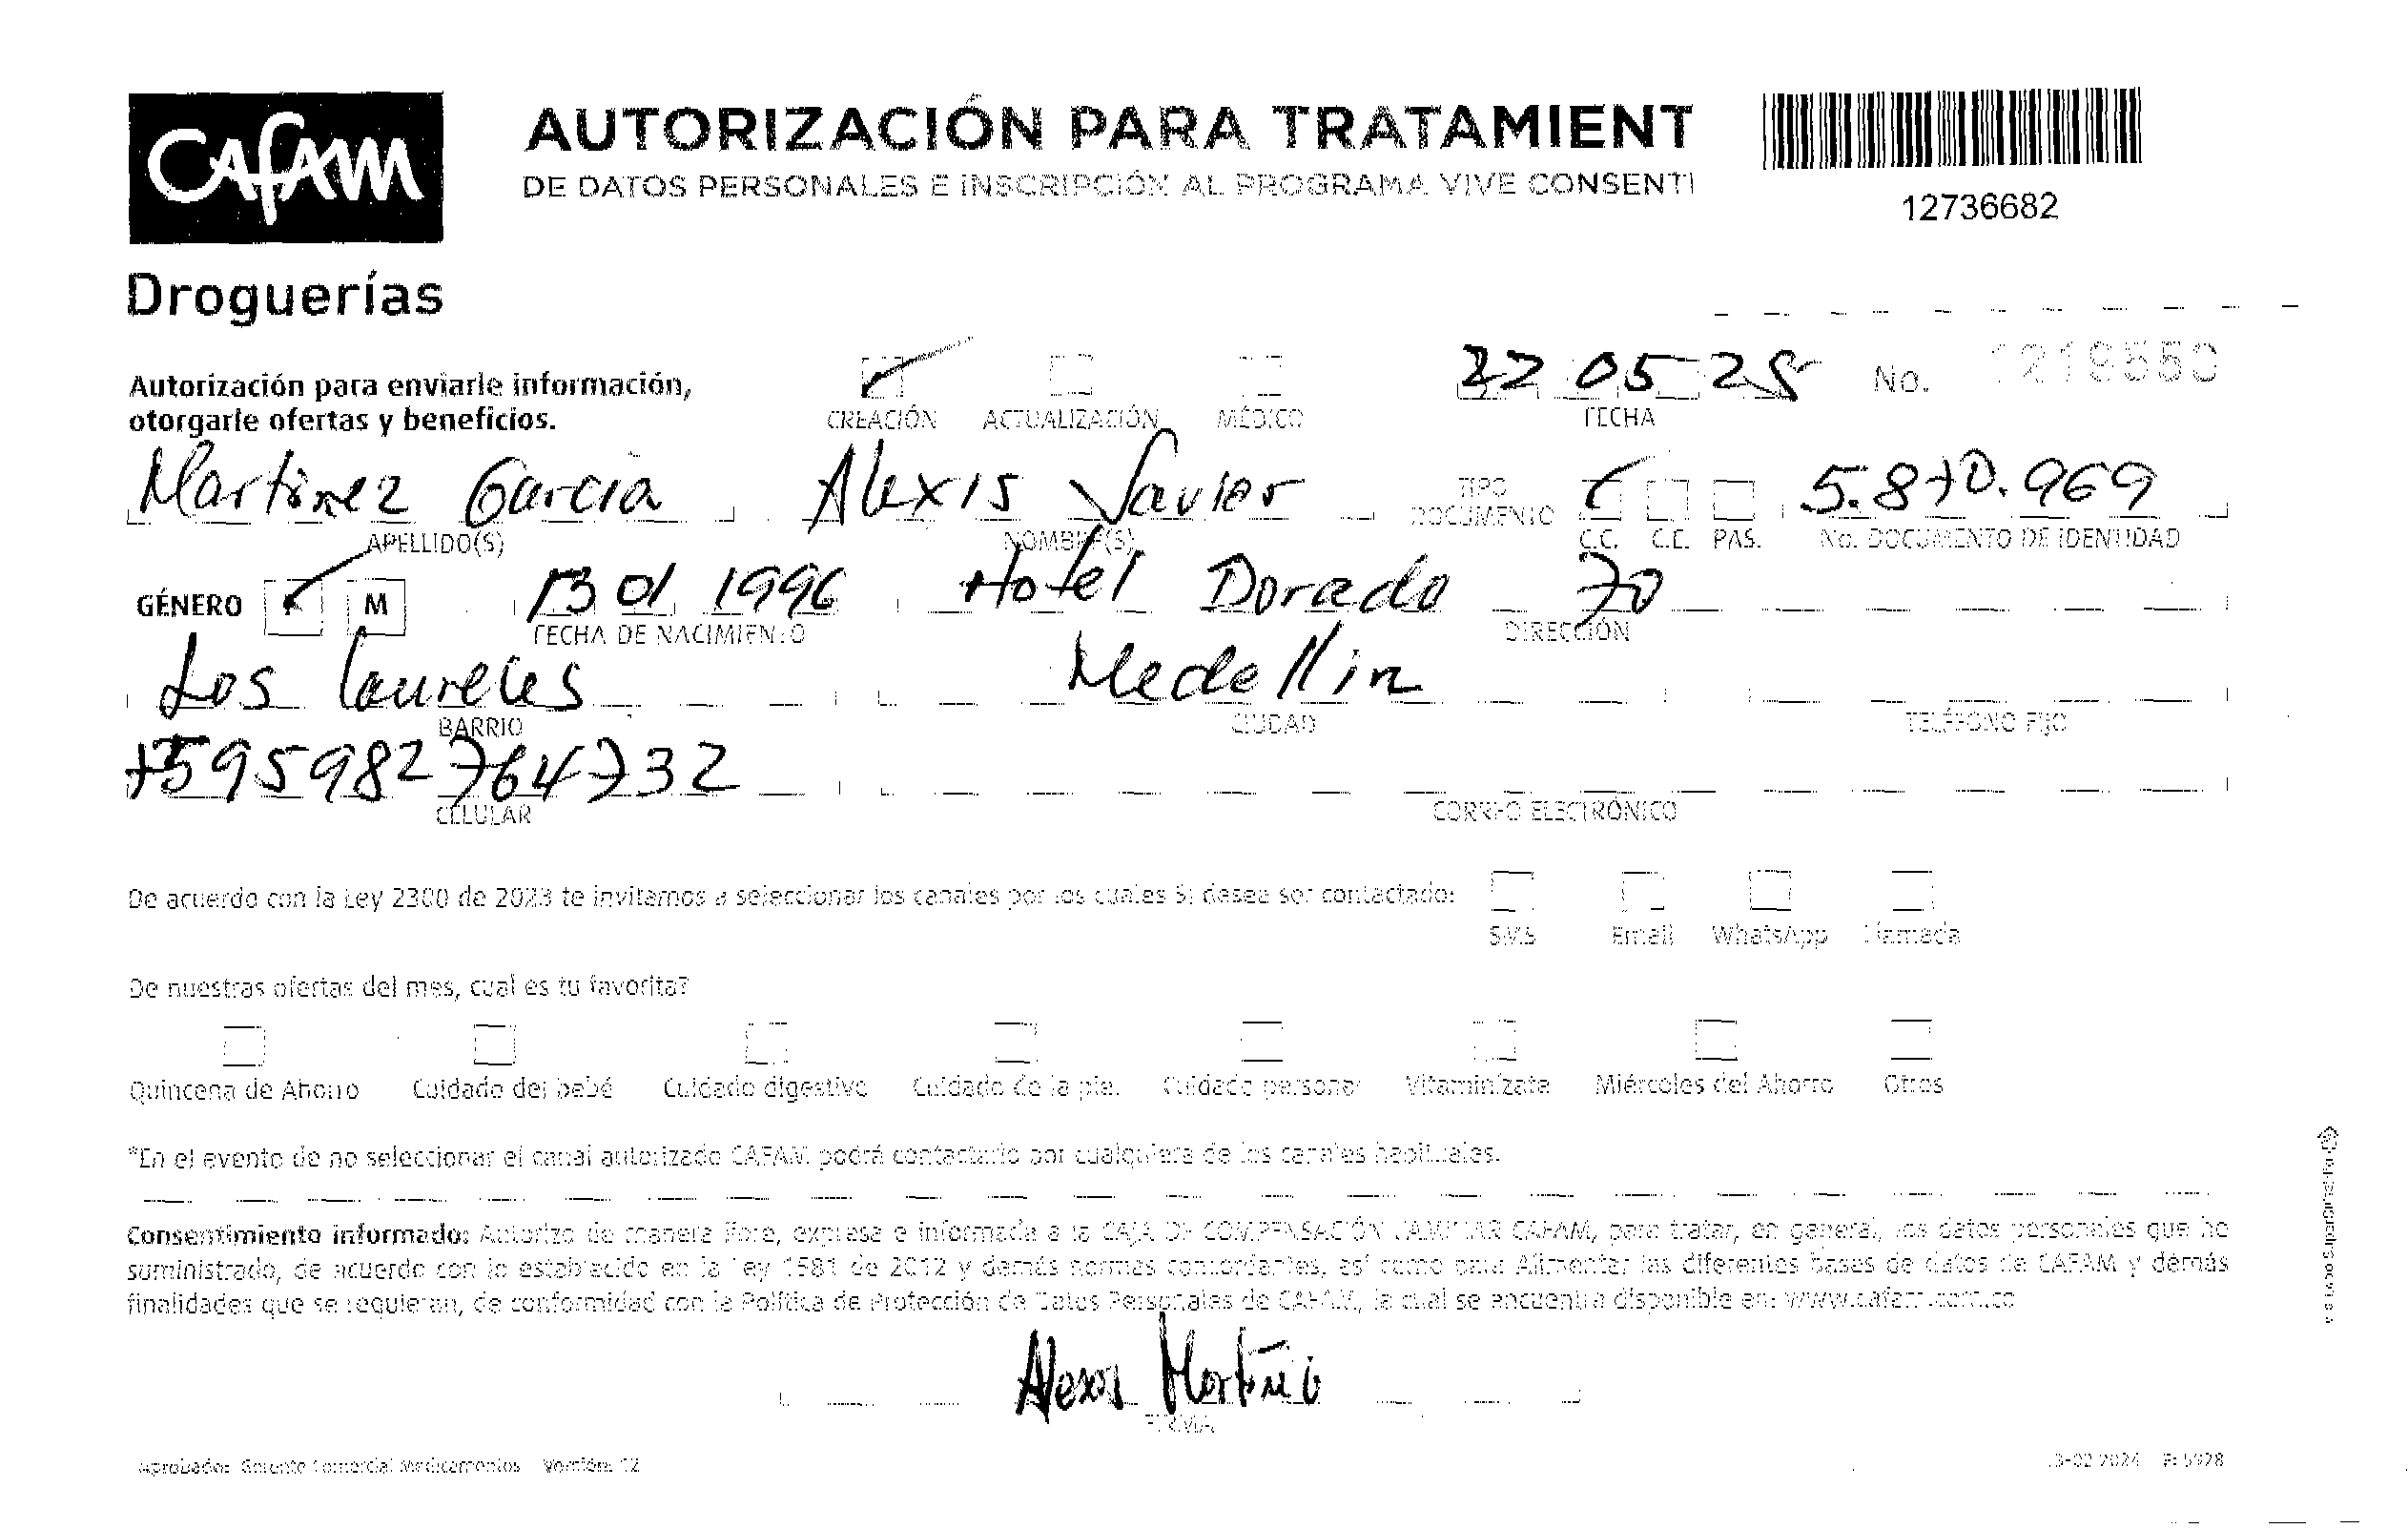 CAFAM
Droguerías
AUTORIZACIÓN PARA TRATAMIENT
DE DATOS PERSONALES E INSCRIPCIÓN AL PROGRAMA VIVE CONSENTI
12736682
Autorización para enviarle información,
otorgarle ofertas y beneficios.
CREACIÓN ACTUALIZACIÓN MÉDICO
22 05 25
FECHA
No. 1219550
Martinez Garcia Alexis Javier
APELLIDO(S) NOMBRE(S)
TIPO DOCUMENTO C.C. C.E. PAS.
5.870.969
No. DOCUMENTO DE IDENTIDAD
GÉNERO M
13 01 1996 Hotel Dorado 70
FECHA DE NACIMIENTO DIRECCIÓN
Los laureles Medellin
BARRIO CIUDAD TELÉFONO FIJO
+595982764732
CELULAR CORREO ELECTRÓNICO
De acuerdo con la Ley 2300 de 2023 te invitamos a seleccionar los canales por los cuales Si desea ser contactado:
SMS Email WhatsApp Llamada
De nuestras ofertas del mes, cual es tu favorita?
Quincena de Ahorro Cuidado del bebé Cuidado digestivo Cuidado de la piel Cuidado personal Vitamínizate Miércoles del Ahorro Otros
*En el evento de no seleccionar el canal autorizado CAFAM podrá contactarlo por cualquiera de los canales habituales.
Consentimiento informado: Autorizo de manera libre, expresa e informada a la CAJA DE COMPENSACIÓN FAMILIAR CAFAM, para tratar, en general, los datos personales que he
suministrado, de acuerdo con lo establecido en la Ley 1581 de 2012 y demás normas concordantes, así como para Alimentar las diferentes bases de datos de CAFAM y demás
finalidades que se requieran, de conformidad con la Política de Protección de Datos Personales de CAFAM, la cual se encuentra disponible en: www.cafam.com.co
Alexis Martinez
FIRMA
Aprobado: Gerente Comercial Medicamentos Versión: 12